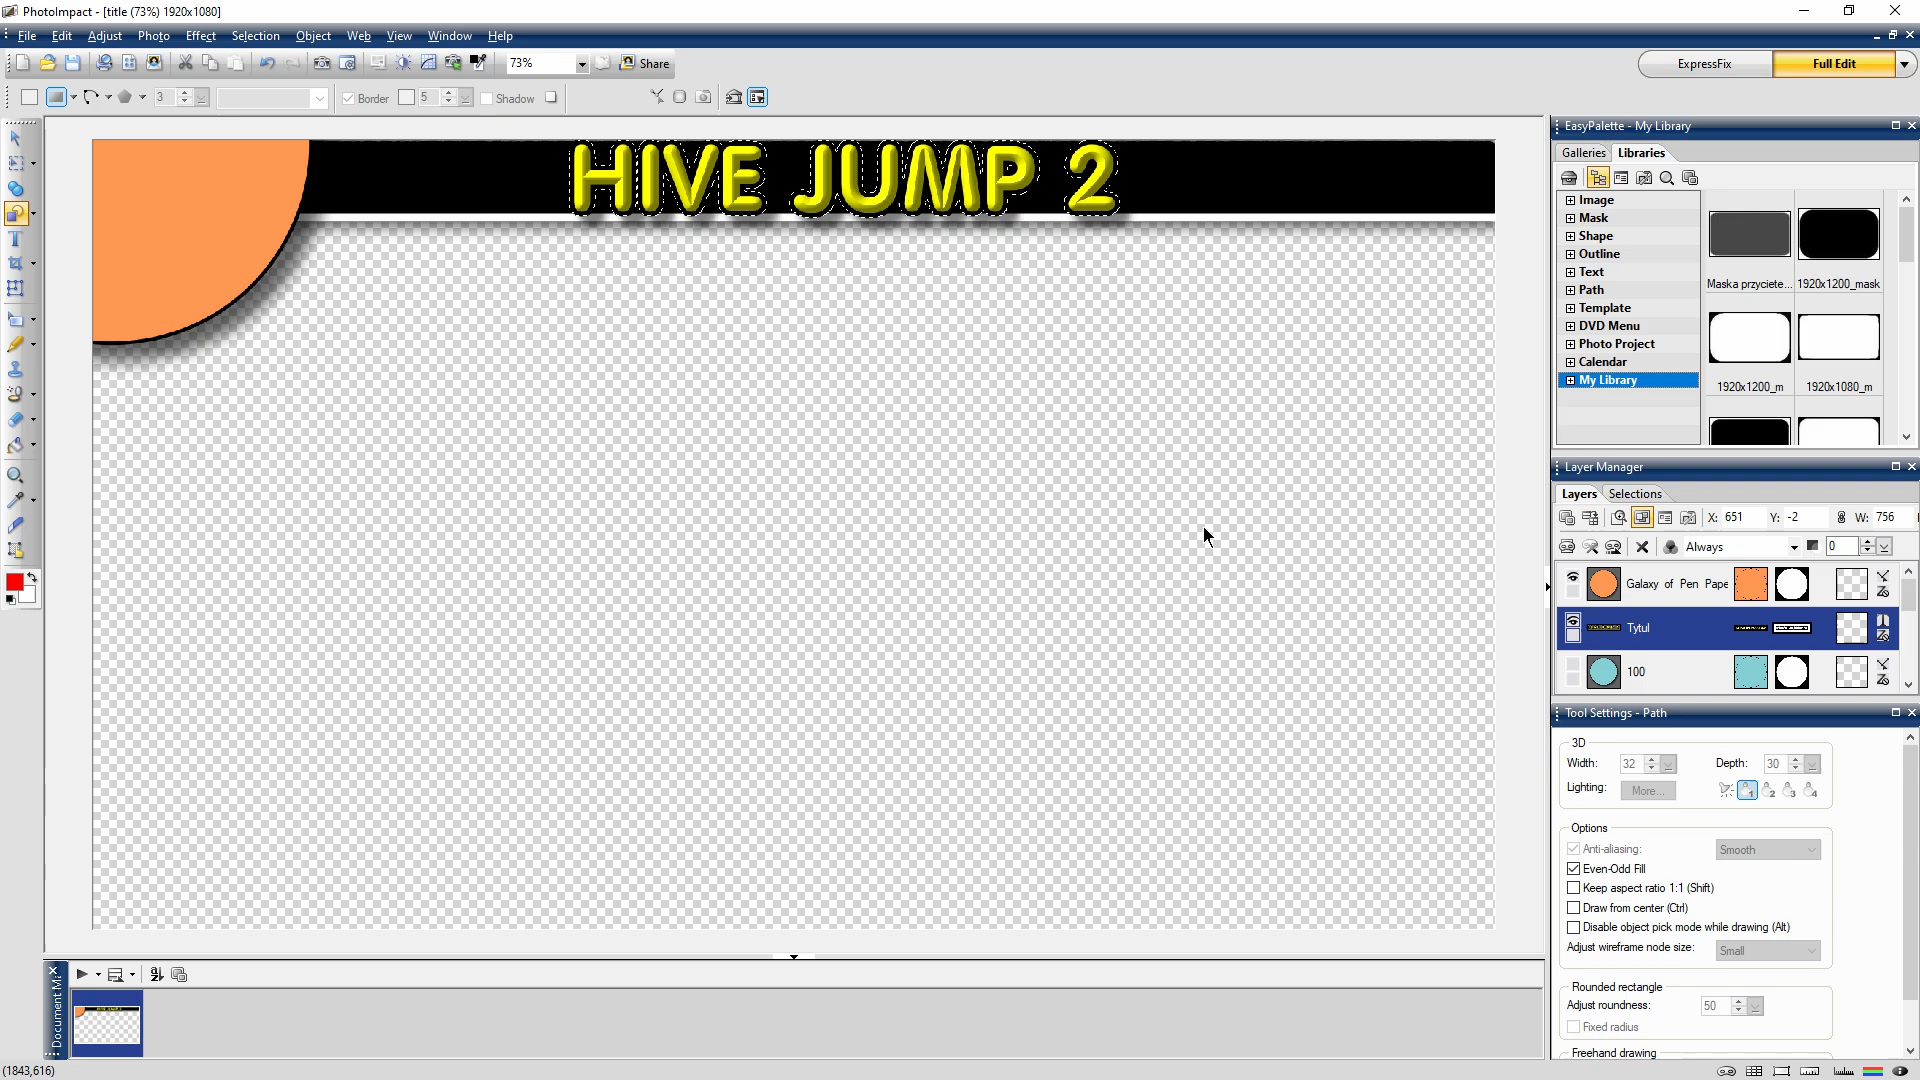 PhotoImpact - [title (73%) 1920x1080]
File Edit Adjust Photo Effect Selection Object Web View Window Help
73% Share ExpressFix Full Edit
3 Border 5 Shadow
HIVE JUMP 2
EasyPalette - My Library
Galleries Libraries
Image
Mask
Shape
Outline
Text
Path
Template
DVD Menu
Photo Project
Calendar
My Library
Maska przyciete... 1920x1200_mask
1920x1200_m 1920x1080_m
Layer Manager
Layers Selections
X: 651 Y: -2 W: 756
Always 0
Galaxy of Pen Pape
Tytul
100
Tool Settings - Path
3D
Width: 32 Depth: 30
Lighting: More... 1 2 3 4
Options
Anti-aliasing: Smooth
Even-Odd Fill
Keep aspect ratio 1:1 (Shift)
Draw from center (Ctrl)
Disable object pick mode while drawing (Alt)
Adjust wireframe node size: Small
Rounded rectangle
Adjust roundness: 50
Fixed radius
Freehand drawing
Document Ma
(1843,616)